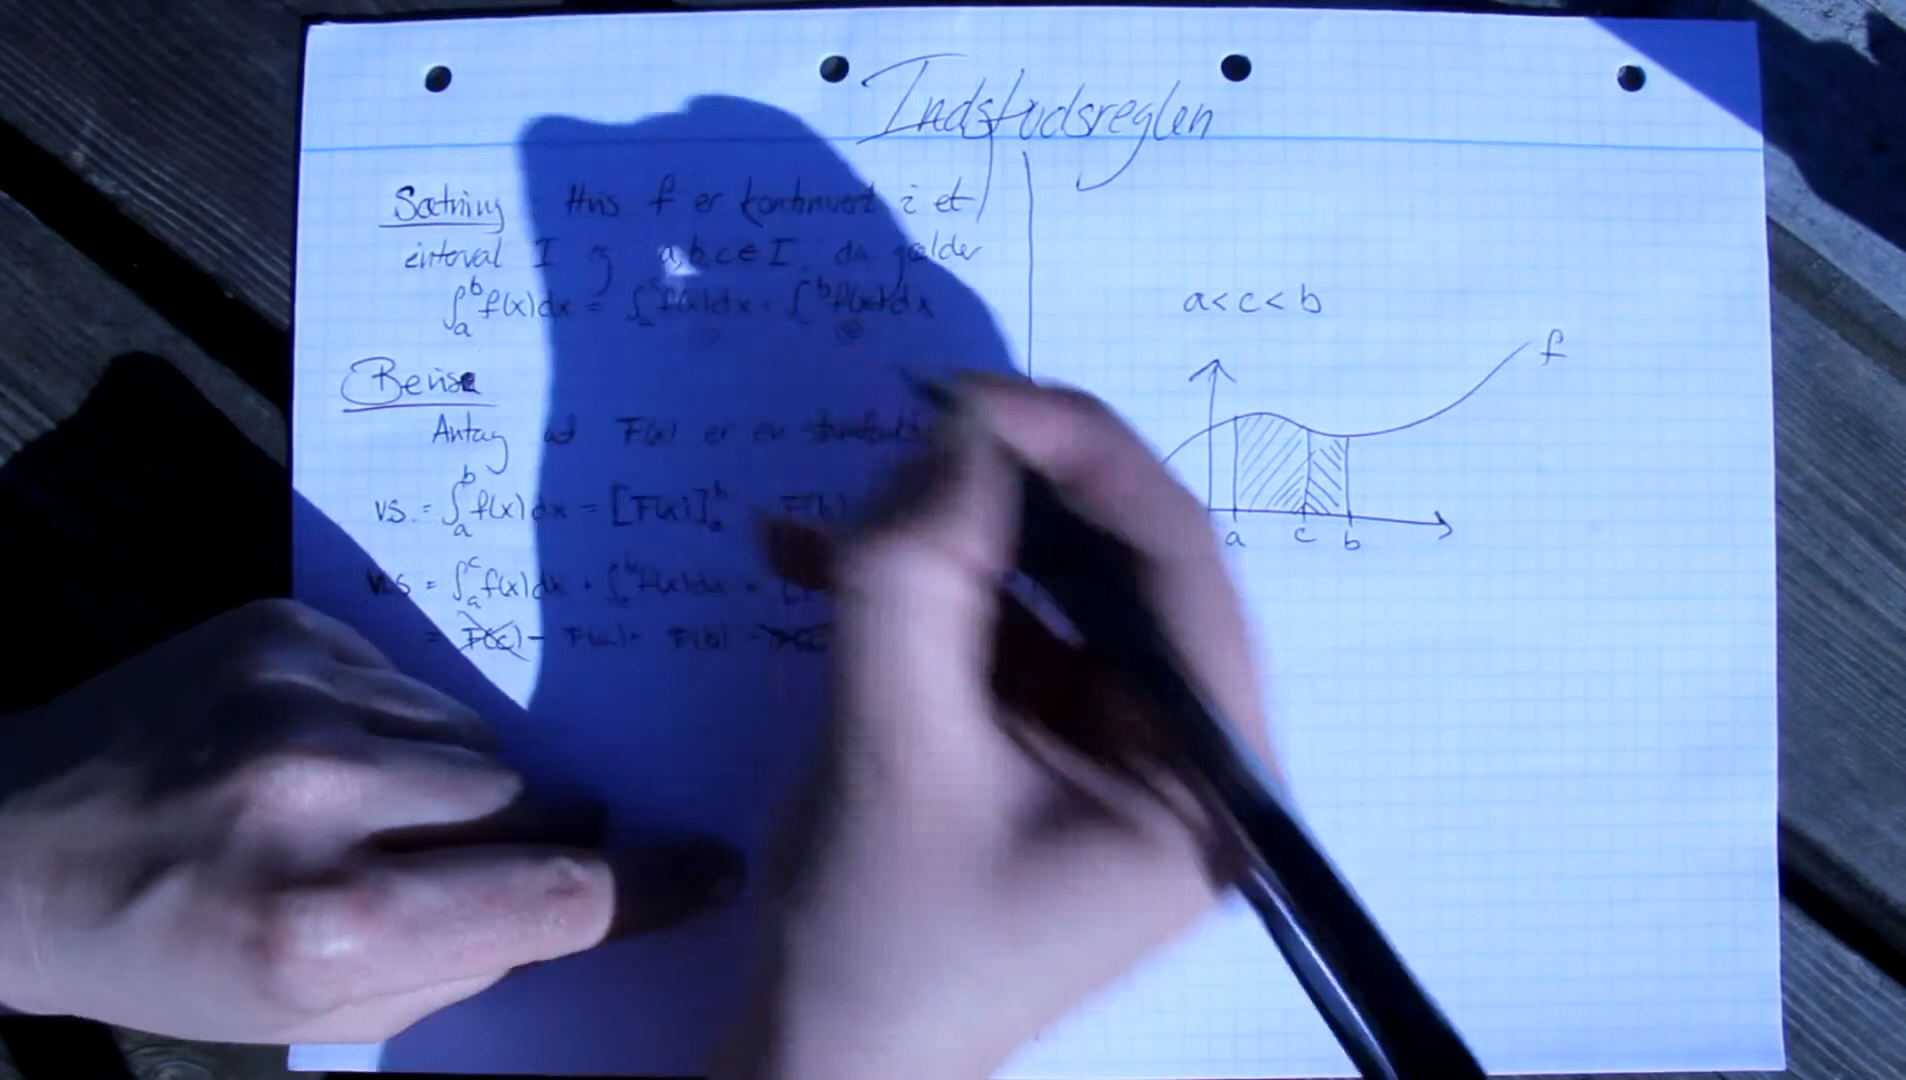 Indskudsreglen
Sætning Hvis f er kontinuert i et
interval I og a,b,c ∈ I, da gælder
∫_a^b f(x)dx = ∫_a^c f(x)dx + ∫_c^b f(x)dx
Bevis
Antag at F(x) er en stamfunktion
VS. = ∫_a^b f(x)dx = [F(x)]_a^b F(b)
= ∫_a^c f(x)dx + ∫_c^b f(x)dx =
= F(c) - F(a) + F(b) - F(c)
a < c < b
f
a c b